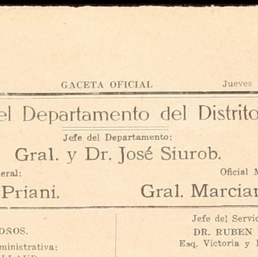 GACETA OFICIAL Jueves
el Departamento del Distrito
Jefe del Departamento:
Gral. y Dr. José Siurob.
neral: Oficial M
Priani. Gral. Marcian
Jefe del Servic
OSOS. DR. RUBEN
ministrativa: Esq. Victoria y